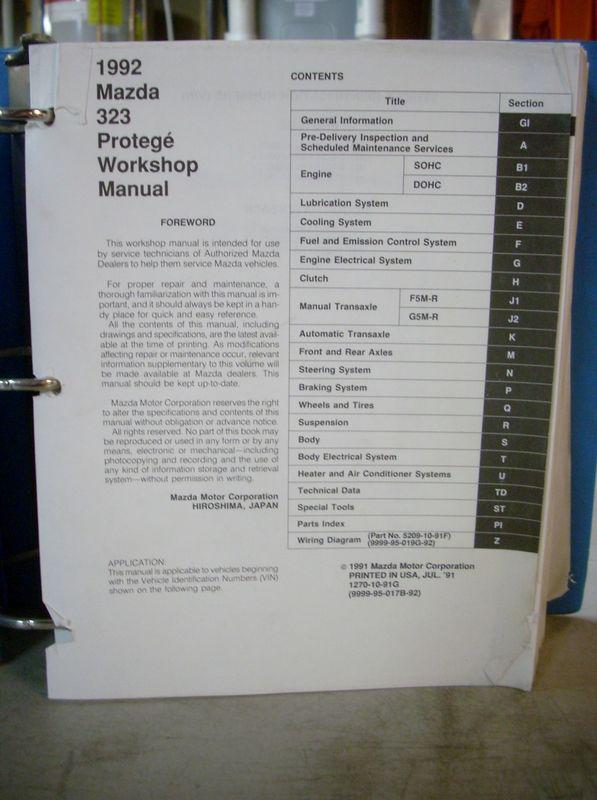 1992
Mazda
323
Protegé
Workshop
Manual
FOREWORD
This workshop manual is intended for use
by service technicians of Authorized Mazda
Dealers to help them service Mazda vehicles.
For proper repair and maintenance, a
thorough familiarization with this manual is im-
portant, and it should always be kept in a han-
dy place for quick and easy reference.
All the contents of this manual, including
drawings and specifications, are the latest avail-
able at the time of printing. As modifications
affecting repair or maintenance occur, relevant
information supplementary to this volume will
be made available at Mazda dealers. This
manual should be kept up-to-date.
Mazda Motor Corporation reserves the right
to alter the specifications and contents of this
manual without obligation or advance notice.
All rights reserved. No part of this book may
be reproduced or used in any form or by any
means, electronic or mechanical—including
photocopying and recording and the use of
any kind of information storage and retrieval
system—without permission in writing.
Mazda Motor Corporation
HIROSHIMA, JAPAN
APPLICATION:
This manual is applicable to vehicles beginning
with the Vehicle Identification Numbers (VIN)
shown on the following page.
CONTENTS
Title Section
General Information GI
Pre-Delivery Inspection and
Scheduled Maintenance Services A
Engine SOHC B1
DOHC B2
Lubrication System D
Cooling System E
Fuel and Emission Control System F
Engine Electrical System G
Clutch H
Manual Transaxle F5M-R J1
G5M-R J2
Automatic Transaxle K
Front and Rear Axles M
Steering System N
Braking System P
Wheels and Tires Q
Suspension R
Body S
Body Electrical System T
Heater and Air Conditioner Systems U
Technical Data TD
Special Tools ST
Parts Index PI
Wiring Diagram (Part No. 5209-10-91F)
(9999-95-019G-92) Z
© 1991 Mazda Motor Corporation
PRINTED IN USA, JUL. '91
1270-10-91G
(9999-95-017B-92)